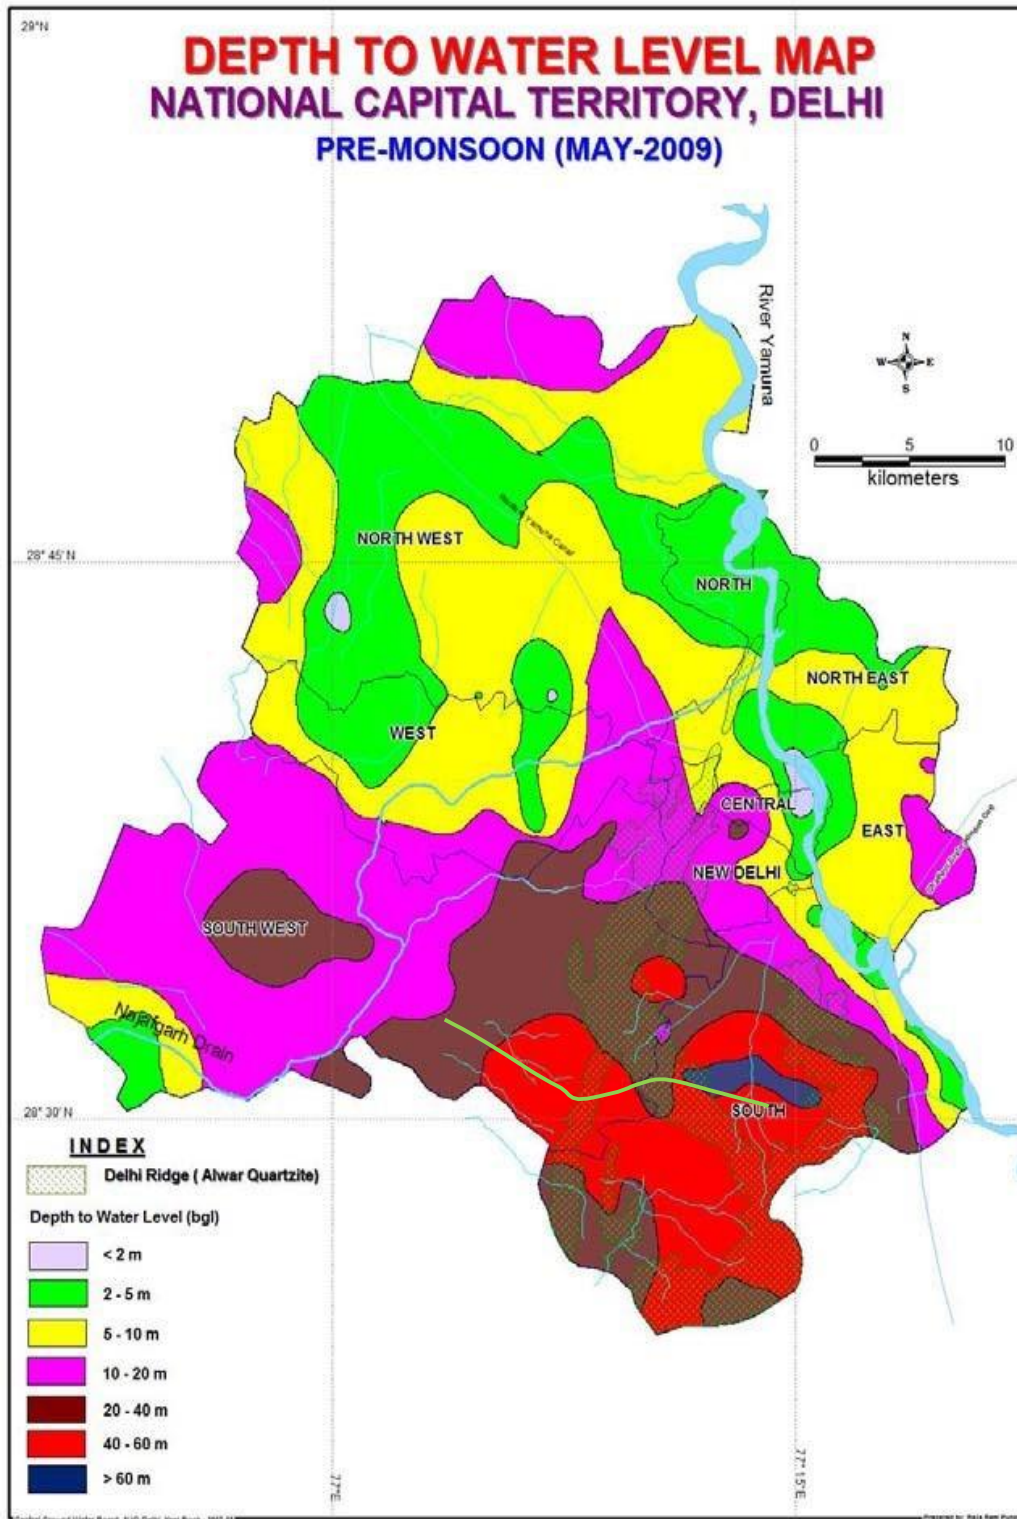 29°N
DEPTH TO WATER LEVEL MAP
NATIONAL CAPITAL TERRITORY, DELHI
PRE-MONSOON (MAY-2009)
River Yamuna
N
W E
S
0 5 10
kilometers
28° 45' N
NORTH WEST
Yamuna Canal
NORTH
NORTH EAST
WEST
CENTRAL
EAST
NEW DELHI
SOUTH WEST
Najafgarh Drain
28° 30' N
SOUTH
INDEX
Delhi Ridge ( Alwar Quartzite)
Depth to Water Level (bgl)
< 2 m
2 - 5 m
5 - 10 m
10 - 20 m
20 - 40 m
40 - 60 m
> 60 m
77°E
77° 15'E